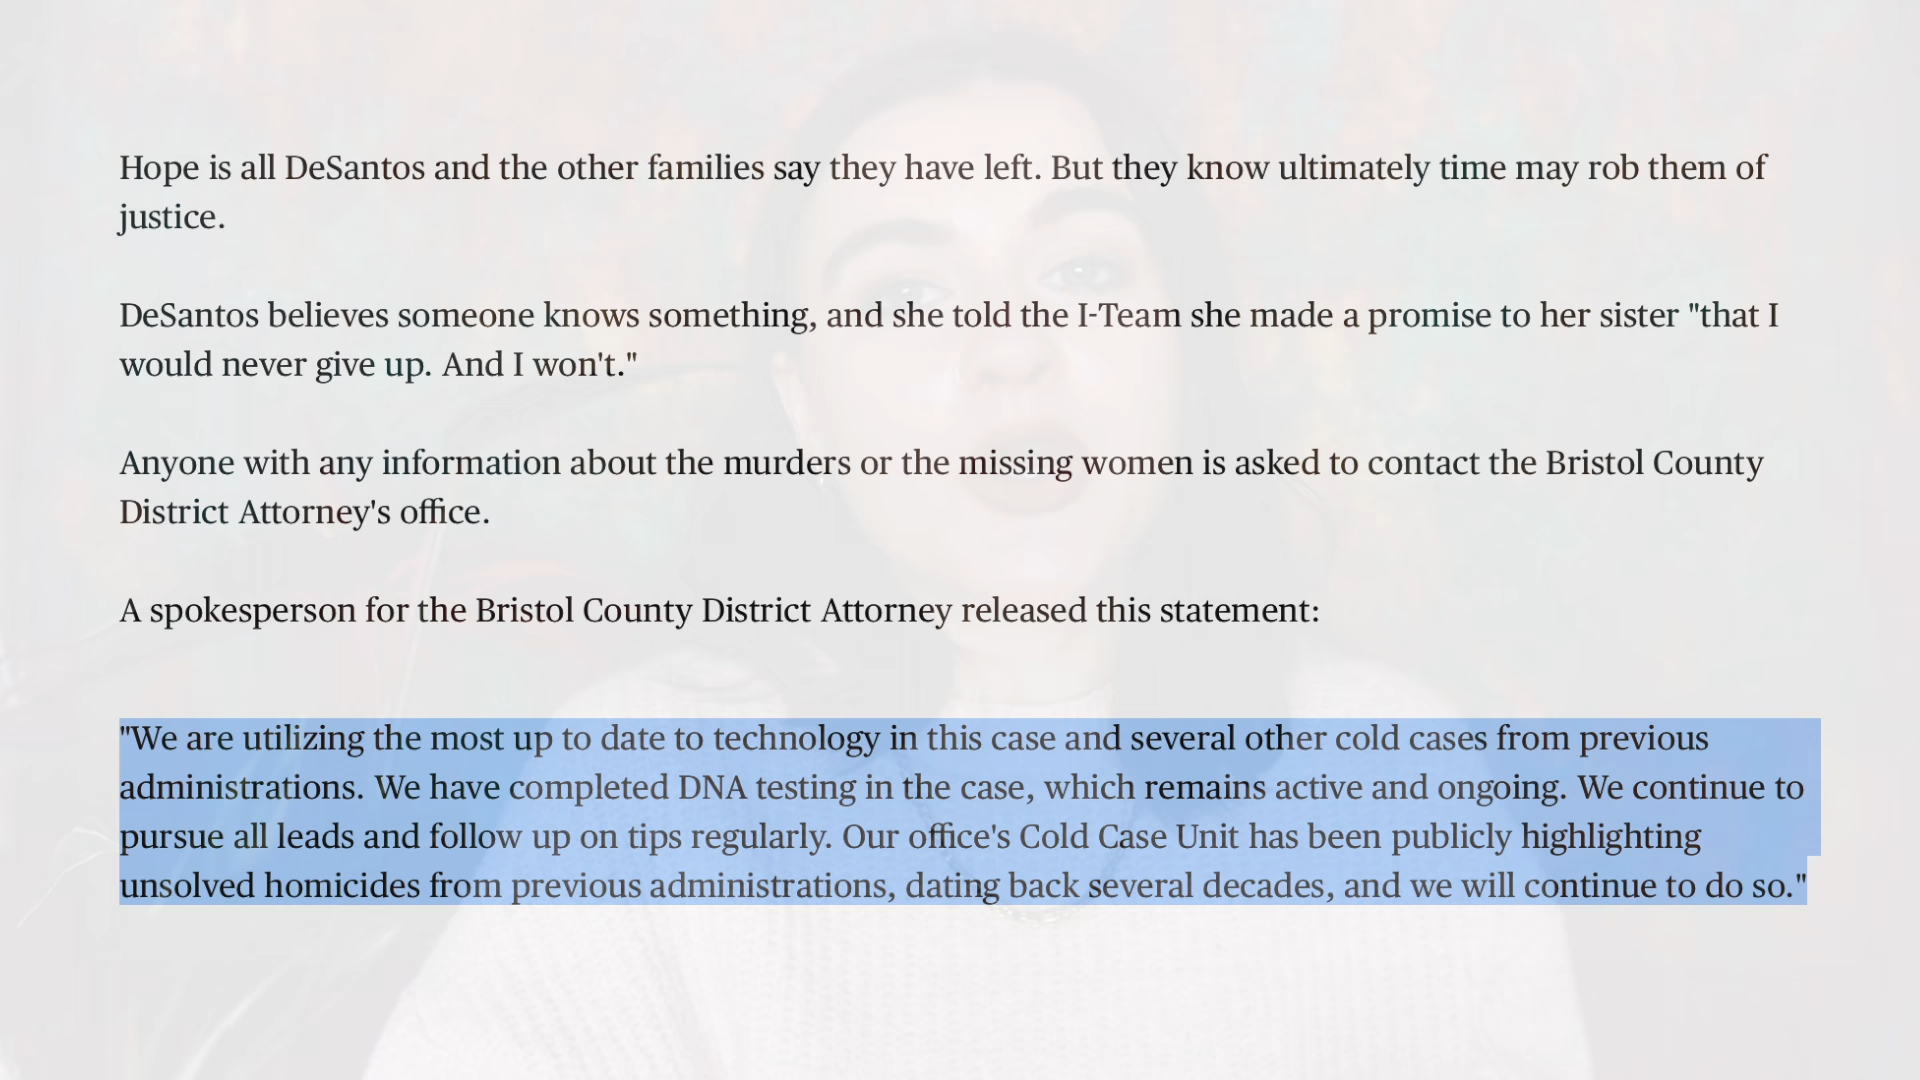 Hope is all DeSantos and the other families say they have left. But they know ultimately time may rob them of
justice.
DeSantos believes someone knows something, and she told the I-Team she made a promise to her sister "that I
would never give up. And I won't."
Anyone with any information about the murders or the missing women is asked to contact the Bristol County
District Attorney's office.
A spokesperson for the Bristol County District Attorney released this statement:
"We are utilizing the most up to date to technology in this case and several other cold cases from previous
administrations. We have completed DNA testing in the case, which remains active and ongoing. We continue to
pursue all leads and follow up on tips regularly. Our office's Cold Case Unit has been publicly highlighting
unsolved homicides from previous administrations, dating back several decades, and we will continue to do so."